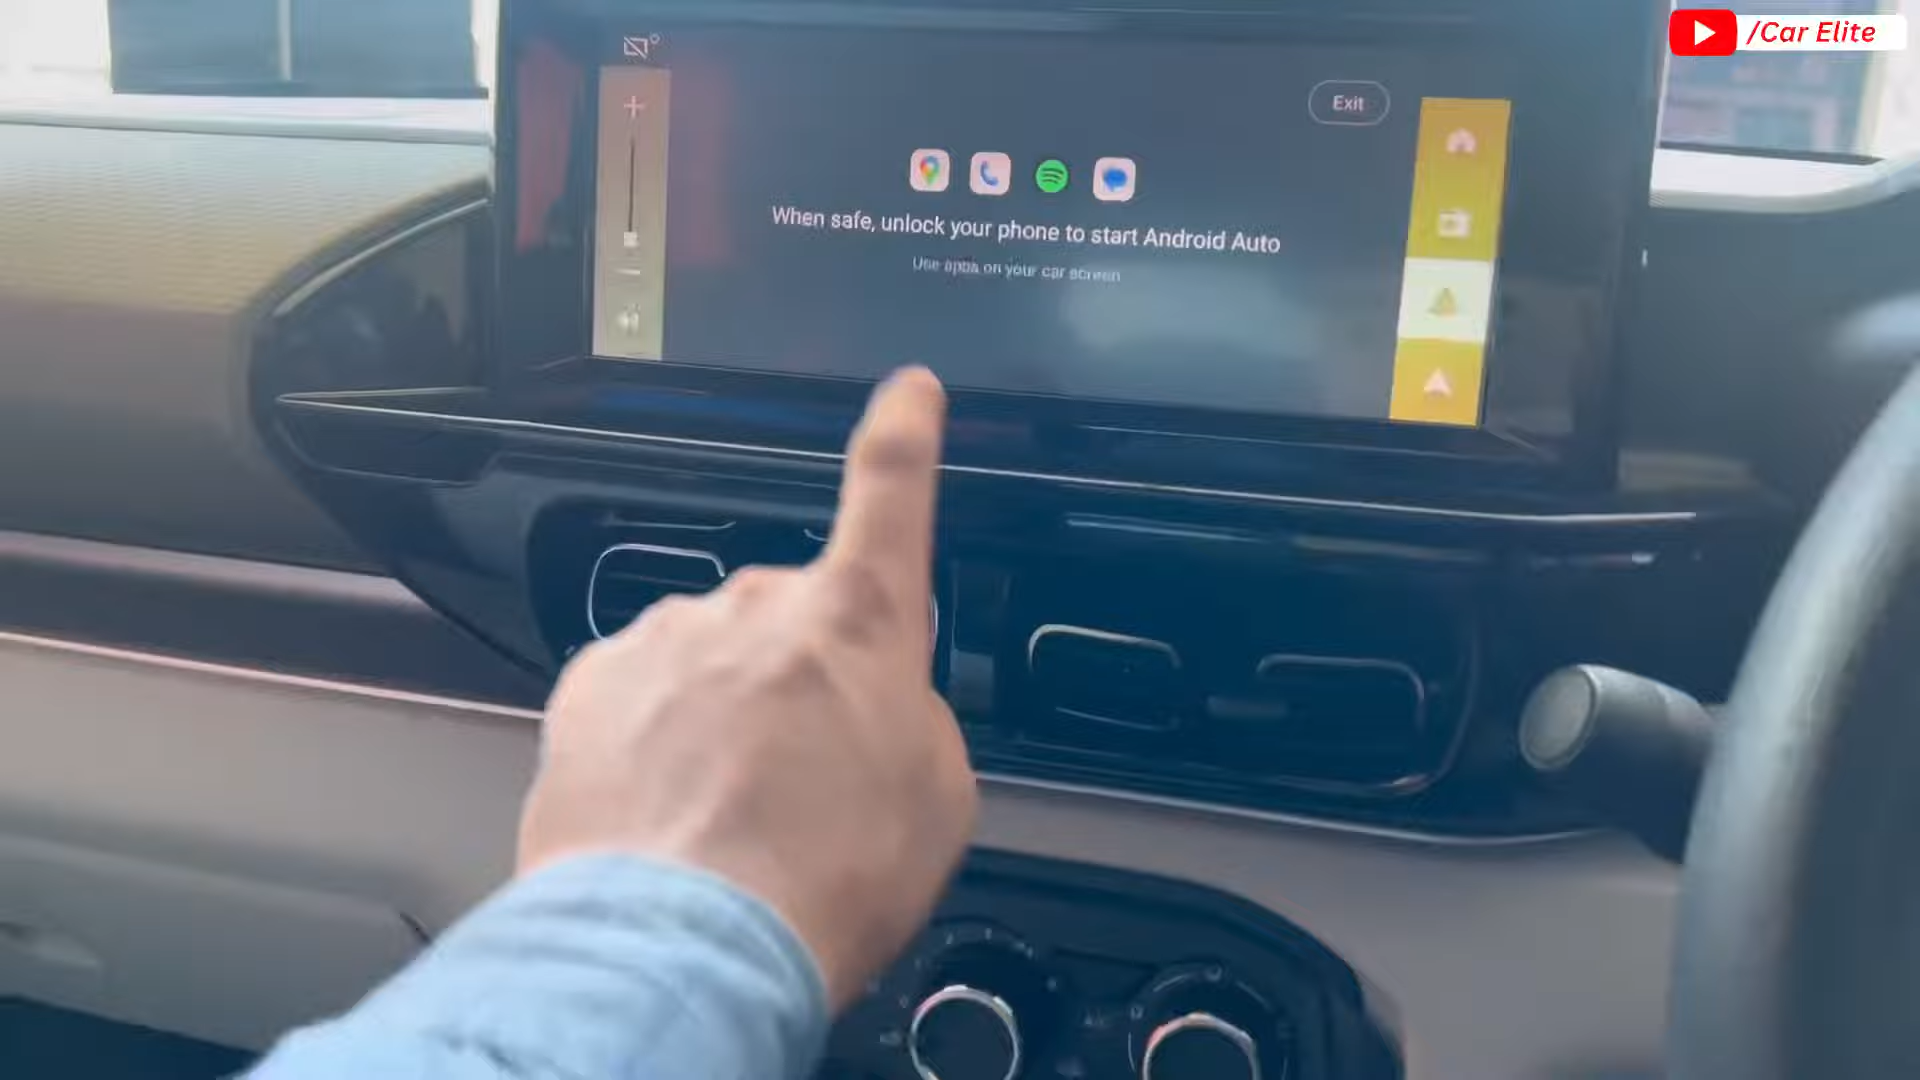 /Car Elite
Exit
When safe, unlock your phone to start Android Auto
Use apps on your car screen